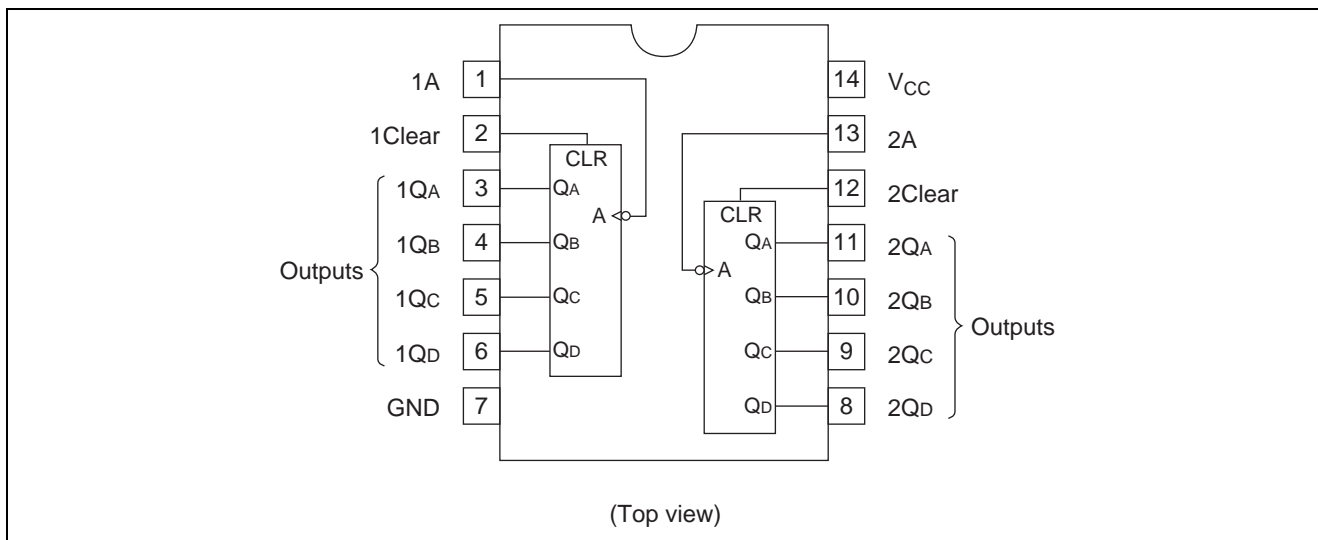 1A 1 14 VCC
1Clear 2 13 2A
CLR
1QA 3 QA 12 2Clear
A CLR
1QB 4 QB QA 11 2QA
Outputs A
1QC 5 QC QB 10 2QB
Outputs
1QD 6 QD QC 9 2QC
GND 7 QD 8 2QD
(Top view)